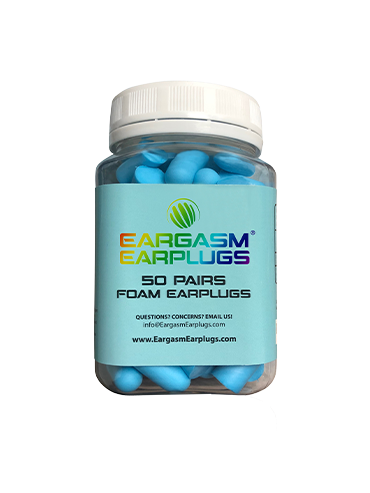 EARGASM®
EARPLUGS
50 PAIRS
FOAM EARPLUGS
QUESTIONS? CONCERNS? EMAIL US!
info@EargasmEarplugs.com
www.EargasmEarplugs.com